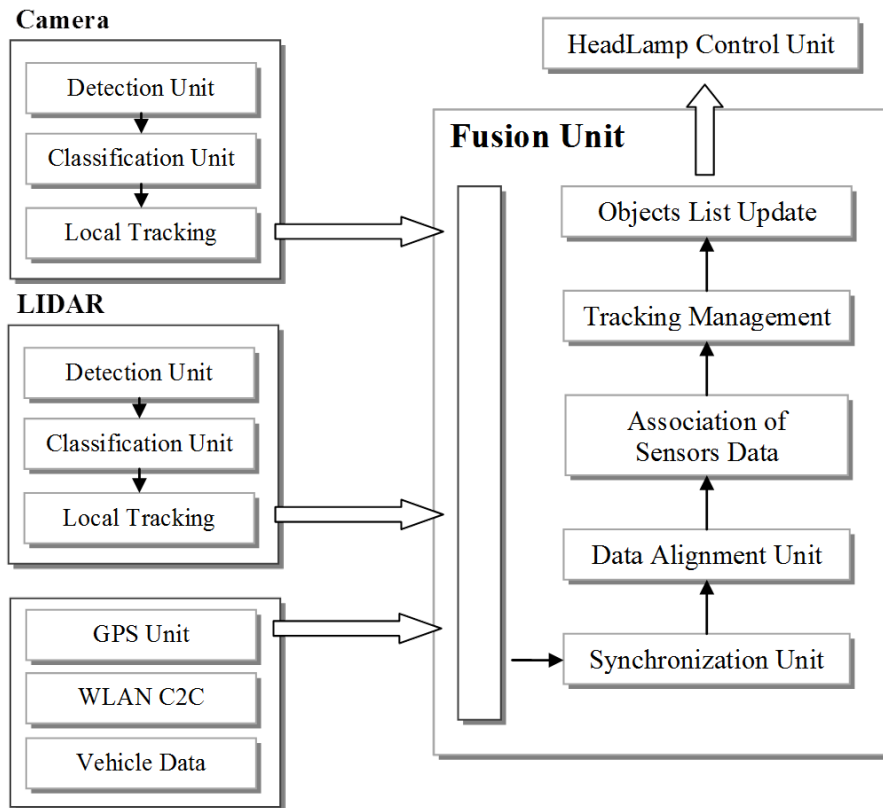 Camera
Detection Unit
Classification Unit
Local Tracking
LIDAR
Detection Unit
Classification Unit
Local Tracking
GPS Unit
WLAN C2C
Vehicle Data
HeadLamp Control Unit
Fusion Unit
Objects List Update
Tracking Management
Association of
Sensors Data
Data Alignment Unit
Synchronization Unit